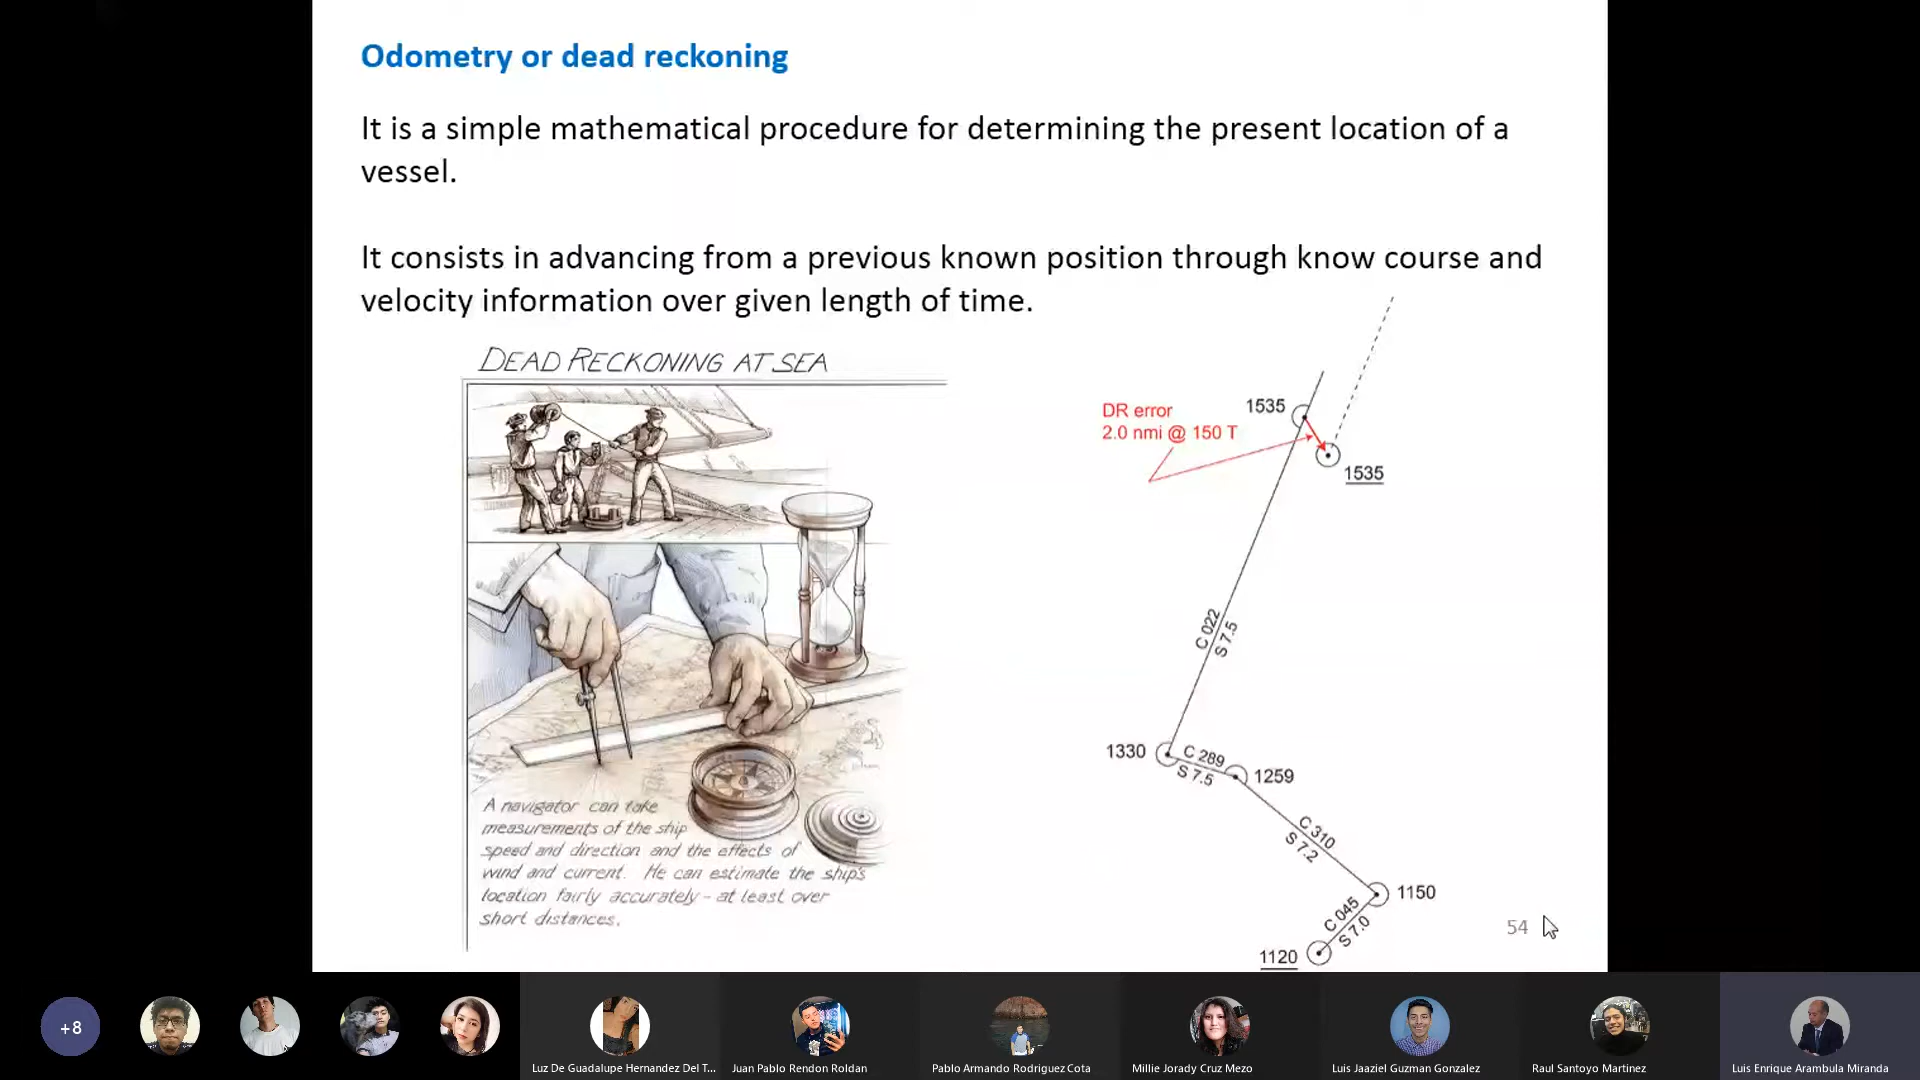 Odometry or dead reckoning
It is a simple mathematical procedure for determining the present location of a
vessel.
It consists in advancing from a previous known position through know course and
velocity information over given length of time.
DEAD RECKONING AT SEA
A navigator can take
measurements of the ship
speed and direction and the effects of
wind and current. He can estimate the ship's
location fairly accurately - at least over
short distances.
DR error
2.0 nmi @ 150 T
1535
1535
C 022
S 7.5
1330
C 289
S 7.5
1259
C 310
S 7.2
1150
C 045
S 7.0
1120
54
+8
Luz De Guadalupe Hernandez Del T...
Juan Pablo Rendon Roldan
Pablo Armando Rodriguez Cota
Millie Jorady Cruz Mezo
Luis Jaaziel Guzman Gonzalez
Raul Santoyo Martinez
Luis Enrique Arambula Miranda